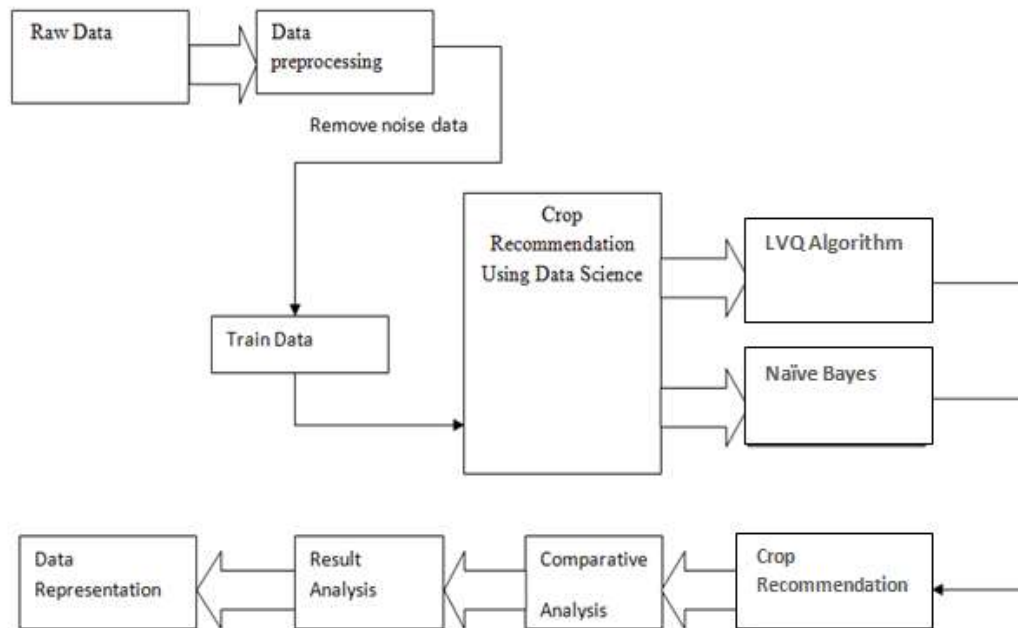 Raw Data
Data
preprocessing
Remove noise data
Crop
Recommendation
Using Data Science
LVQ Algorithm
Train Data
Naïve Bayes
Data
Representation
Result
Analysis
Comparative
Analysis
Crop
Recommendation